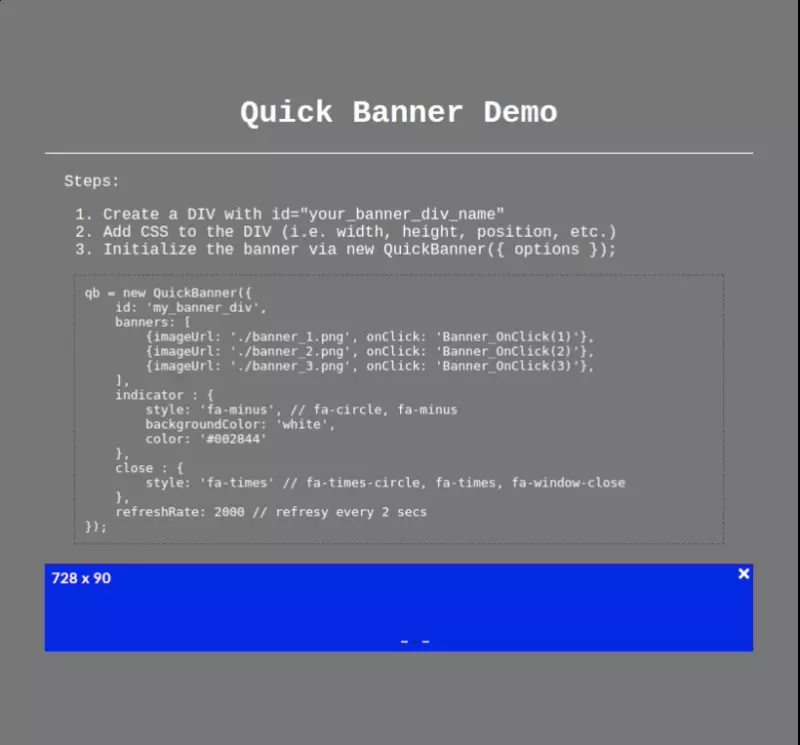 Quick Banner Demo
Steps:
1. Create a DIV with id="your_banner_div_name"
2. Add CSS to the DIV (i.e. width, height, position, etc.)
3. Initialize the banner via new QuickBanner({ options });
qb = new QuickBanner({
    id: 'my_banner_div',
    banners: [
        {imageUrl: './banner_1.png', onClick: 'Banner_OnClick(1)'},
        {imageUrl: './banner_2.png', onClick: 'Banner_OnClick(2)'},
        {imageUrl: './banner_3.png', onClick: 'Banner_OnClick(3)'},
    ],
    indicator : {
        style: 'fa-minus', // fa-circle, fa-minus
        backgroundColor: 'white',
        color: '#002844'
    },
    close : {
        style: 'fa-times' // fa-times-circle, fa-times, fa-window-close
    },
    refreshRate: 2000 // refresy every 2 secs
});
728 x 90